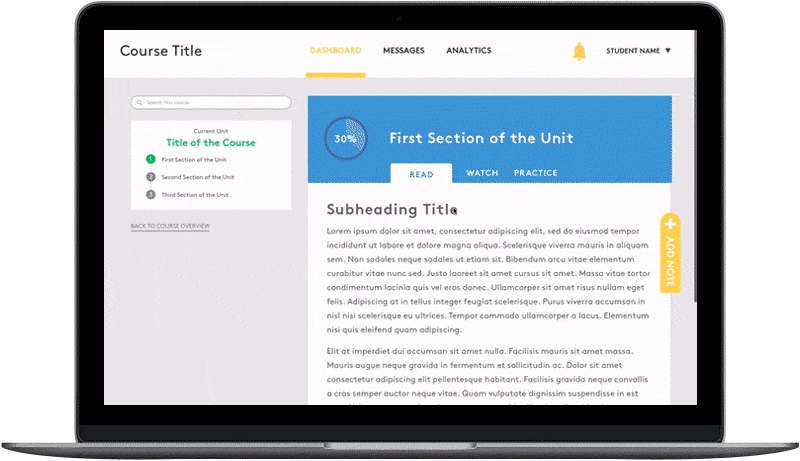 Course Title
DASHBOARD
MESSAGES
ANALYTICS
STUDENT NAME ▼
Search this course
Current Unit
Title of the Course
1 First Section of the Unit
2 Second Section of the Unit
3 Third Section of the Unit
BACK TO COURSE OVERVIEW
30%
First Section of the Unit
READ
WATCH
PRACTICE
Subheading Title
Lorem ipsum dolor sit amet, consectetur adipiscing elit, sed do eiusmod tempor
incididunt ut labore et dolore magna aliqua. Scelerisque viverra mauris in aliquam
sem. Non sodales neque sodales ut etiam sit. Bibendum arcu vitae elementum
curabitur vitae nunc sed. Justo laoreet sit amet cursus sit amet. Massa vitae tortor
condimentum lacinia quis vel eros donec. Ullamcorper sit amet risus nullam eget
felis. Adipiscing at in tellus integer feugiat scelerisque. Purus viverra accumsan in
nisl nisi scelerisque eu ultrices. Tempor commodo ullamcorper a lacus. Elementum
nisi quis eleifend quam adipiscing.
Elit at imperdiet dui accumsan sit amet nulla. Facilisis mauris sit amet massa.
Mauris augue neque gravida in fermentum et sollicitudin ac. Dolor sit amet
consectetur adipiscing elit pellentesque habitant. Facilisis gravida neque convallis
a cras semper auctor neque vitae. Quam vulputate dignissim suspendisse in est
+ ADD NOTE